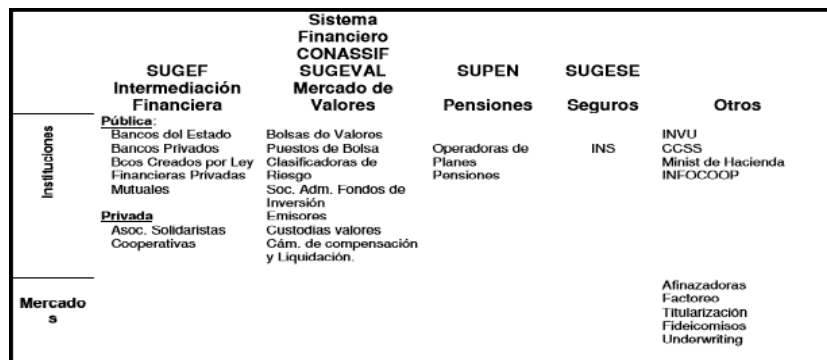 Sistema
Financiero
CONASSIF
SUGEF SUGEVAL SUPEN SUGESE
Intermediación Mercado de
Financiera Valores Pensiones Seguros Otros
Instituciones
Pública:
Bancos del Estado
Bancos Privados
Bcos Creados por Ley
Financieras Privadas
Mutuales
Privada
Asoc. Solidaristas
Cooperativas
Bolsas de Valores
Puestos de Bolsa
Clasificadoras de
Riesgo
Soc. Adm. Fondos de
Inversión
Emisores
Custodias valores
Cám. de compensación
y Liquidación.
Operadoras de
Planes
Pensiones
INS
INVU
CCSS
Minist de Hacienda
INFOCOOP
Mercado
s
Afinazadoras
Factoreo
Titularización
Fideicomisos
Underwriting